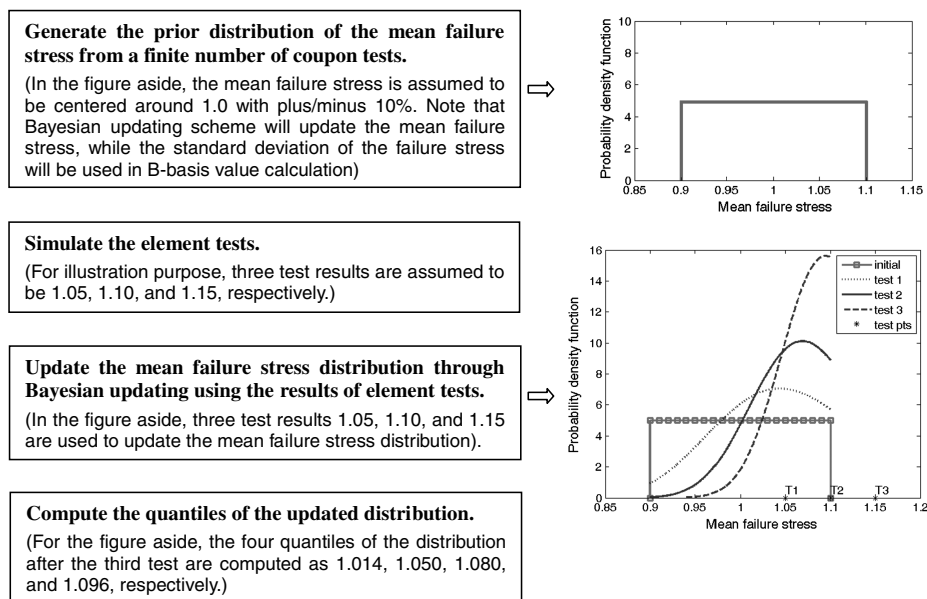 Generate the prior distribution of the mean failure
stress from a finite number of coupon tests.
(In the figure aside, the mean failure stress is assumed to
be centered around 1.0 with plus/minus 10%. Note that
Bayesian updating scheme will update the mean failure
stress, while the standard deviation of the failure stress
will be used in B-basis value calculation)
Probability density function
10
8
6
4
2
0
0.85
0.9
0.95
1
1.05
1.1
1.15
Mean failure stress
Simulate the element tests.
(For illustration purpose, three test results are assumed to
be 1.05, 1.10, and 1.15, respectively.)
Update the mean failure stress distribution through
Bayesian updating using the results of element tests.
(In the figure aside, three test results 1.05, 1.10, and 1.15
are used to update the mean failure stress distribution).
Probability density function
16
14
12
10
8
6
4
2
0
initial
test 1
test 2
test 3
test pts
T1
T2
T3
0.85
0.9
0.95
1
1.05
1.1
1.15
1.2
Mean failure stress
Compute the quantiles of the updated distribution.
(For the figure aside, the four quantiles of the distribution
after the third test are computed as 1.014, 1.050, 1.080,
and 1.096, respectively.)